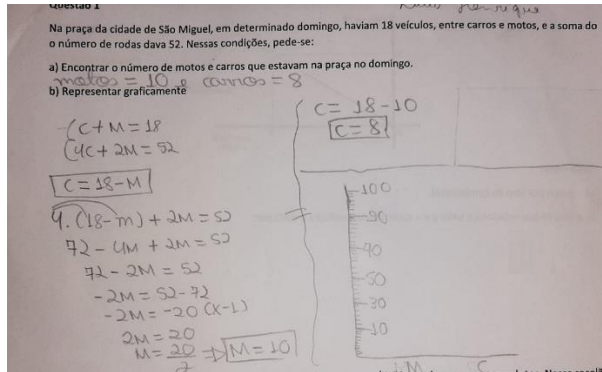 Questão 1
Henrique
Na praça da cidade de São Miguel, em determinado domingo, haviam 18 veículos, entre carros e motos, e a soma do
o número de rodas dava 52. Nessas condições, pede-se:
a) Encontrar o número de motos e carros que estavam na praça no domingo.
motos = 10 e carros = 8
b) Representar graficamente
C + M = 18
4C + 2M = 52
C = 18 - M
4.(18 - m) + 2M = 52
72 - 4M + 2M = 52
72 - 2M = 52
-2M = 52 - 72
-2M = -20 (x-1)
2M = 20
M = 20 => M = 10
2
C = 18 - 10
C = 8
100
90
40
50
30
10
M C